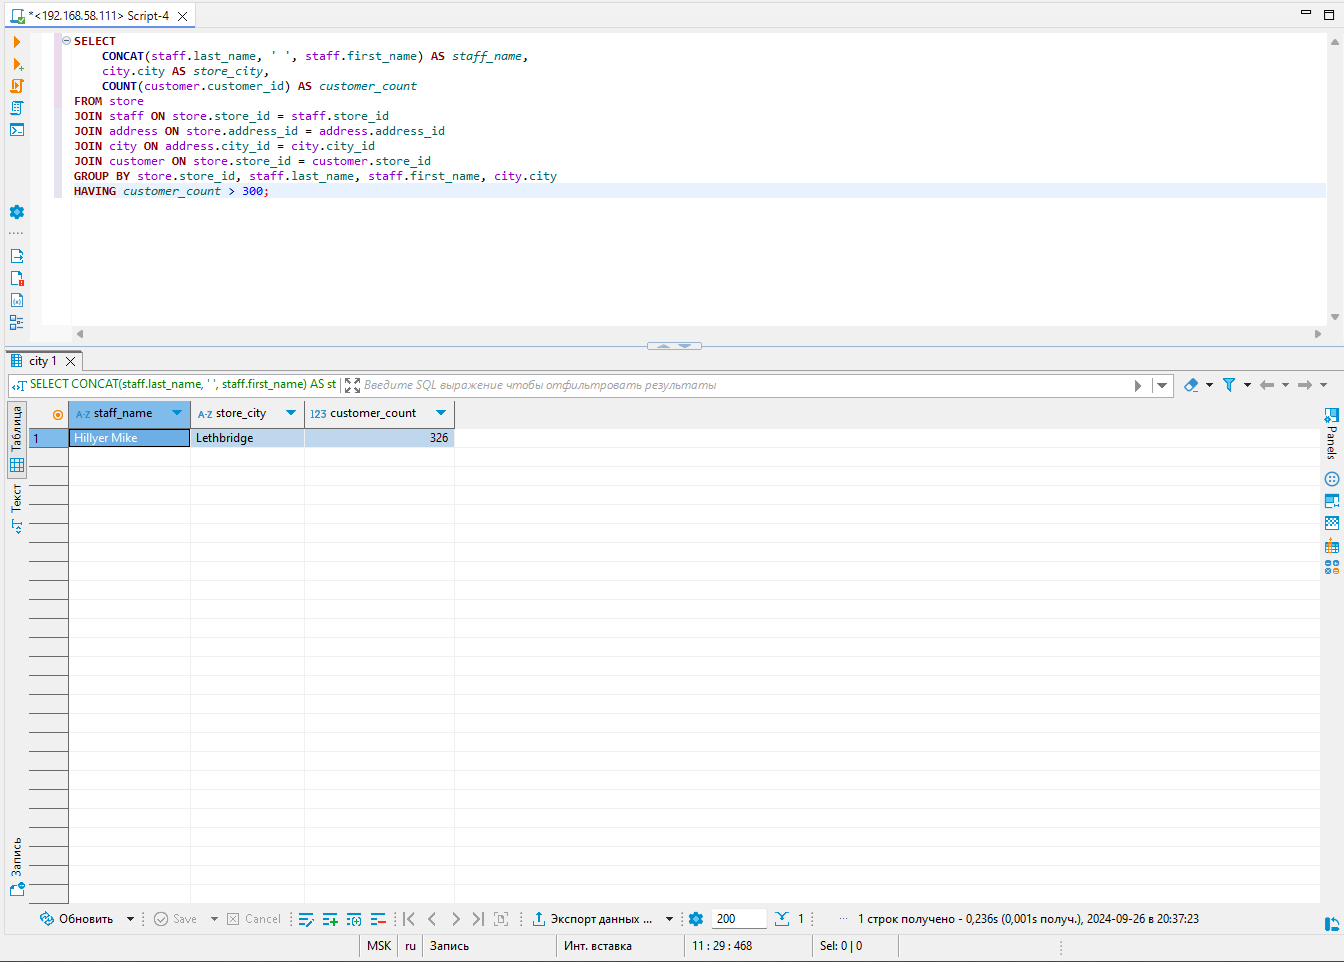 *<192.168.58.111> Script-4
SELECT
CONCAT(staff.last_name, ' ', staff.first_name) AS staff_name,
city.city AS store_city,
COUNT(customer.customer_id) AS customer_count
FROM store
JOIN staff ON store.store_id = staff.store_id
JOIN address ON store.address_id = address.address_id
JOIN city ON address.city_id = city.city_id
JOIN customer ON store.store_id = customer.store_id
GROUP BY store.store_id, staff.last_name, staff.first_name, city.city
HAVING customer_count > 300;
city 1
SELECT CONCAT(staff.last_name, ' ', staff.first_name) AS st
Введите SQL выражение чтобы отфильтровать результаты
Таблица
Текст
Запись
A-Z staff_name
A-Z store_city
123 customer_count
1
Hillyer Mike
Lethbridge
326
Panels
Обновить
Save
Cancel
Экспорт данных ...
200
1
1 строк получено - 0,236s (0,001s получ.), 2024-09-26 в 20:37:23
MSK
ru
Запись
Инт. вставка
11 : 29 : 468
Sel: 0 | 0